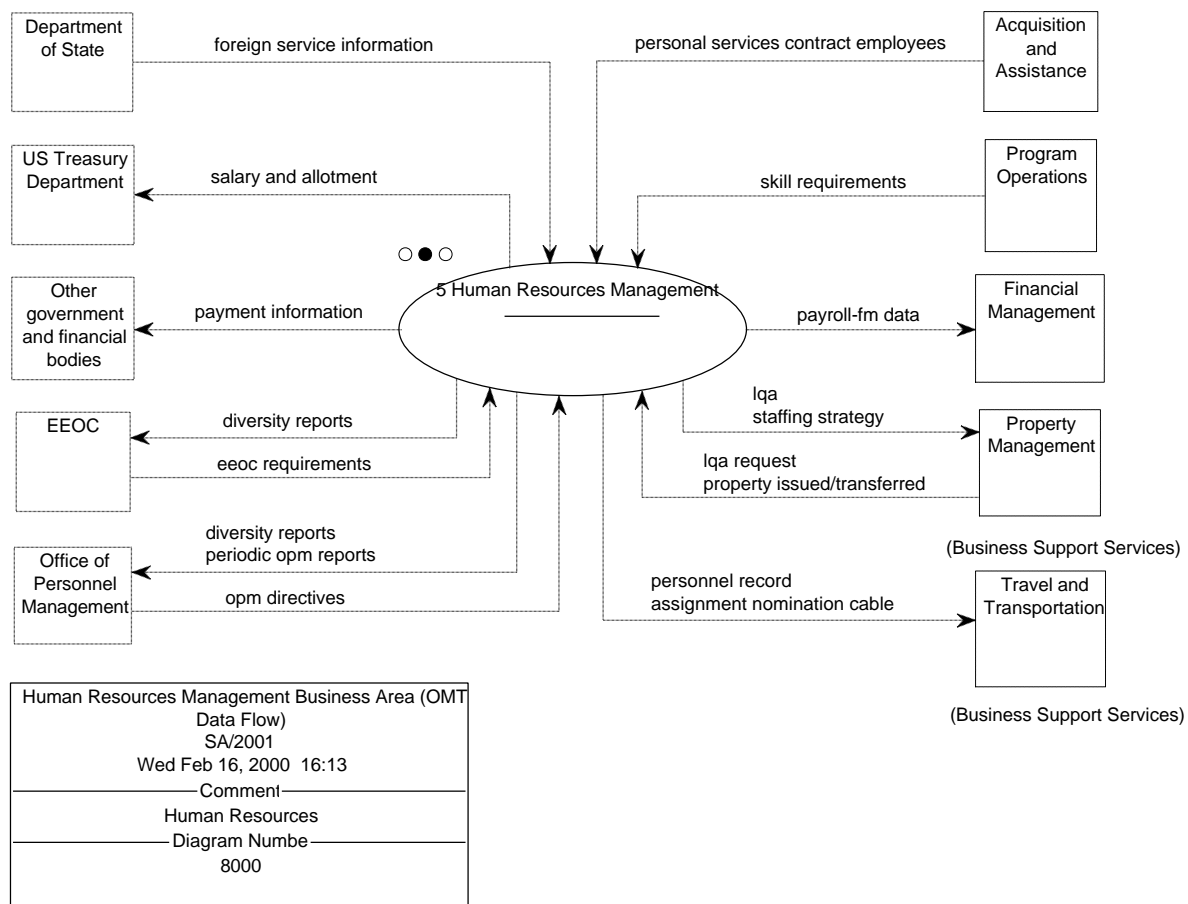 Department
of State
foreign service information
personal services contract employees
Acquisition
and
Assistance
US Treasury
Department
salary and allotment
skill requirements
Program
Operations
Other
government
and financial
bodies
payment information
5 Human Resources Management
payroll-fm data
Financial
Management
EEOC
diversity reports
eeoc requirements
lqa
staffing strategy
lqa request
property issued/transferred
Property
Management
(Business Support Services)
Office of
Personnel
Management
diversity reports
periodic opm reports
opm directives
personnel record
assignment nomination cable
Travel and
Transportation
(Business Support Services)
Human Resources Management Business Area (OMT
Data Flow)
SA/2001
Wed Feb 16, 2000 16:13
Comment
Human Resources
Diagram Numbe
8000